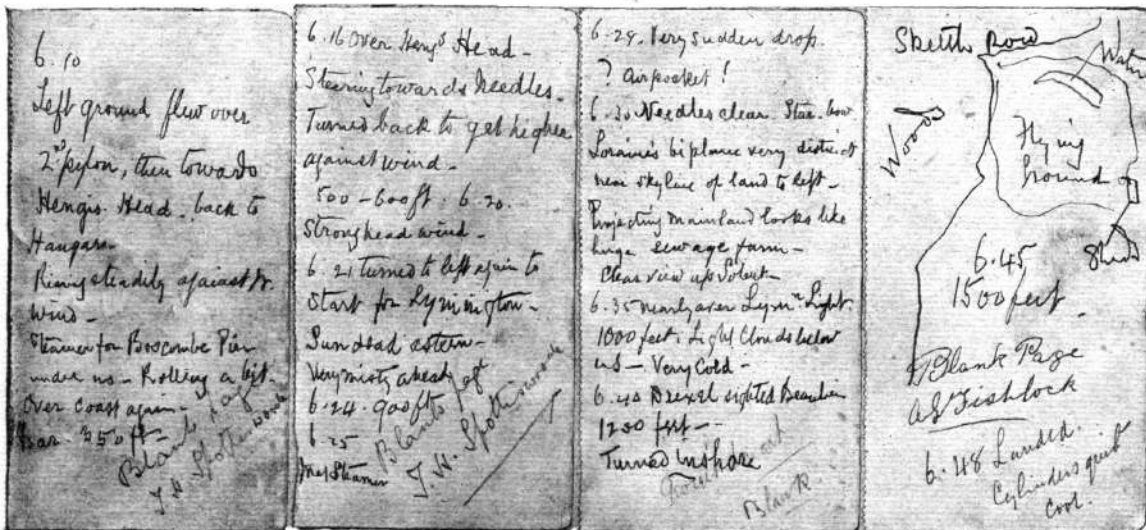 6.10
Left ground flew over
2nd pylon, then towards
Hengis. Head. back to
Hangars.
Rising steadily against
wind -
Steamer for Boscombe Pier
under us - Rolling a bit.
Over coast again -
Bar. 350 ft -
Blank Page
J. H. Spottiswoode
6.16 Over Hengs Head -
Steering towards Needles.
Turned back to get higher
against wind -
500 - 600 ft. 6.20.
Strong head wind -
6.21 turned to left again to
start for Lymington -
Sun dead astern -
Very misty ahead
6.24. 900 ft
6.25
Steamer
Blank Page
J. H. Spottiswoode
6.29. Very sudden drop.
? Air pocket !
6.30 Needles clear. Star. bow
Loraine's biplane very distinct
near skyline of land to left -
Projecting mainland looks like
huge sewage farm -
Clear view up Solent -
6.35 nearly over Lymn Light.
1000 feet. Light Clouds below
us - Very Cold -
6.40 Drexel sighted Beaulieu
1200 feet --
Turned inshore
Blank
Sketch Row
Water
Woods
Flying
Ground
Sheds
6.45
1500 feet
Blank Page
A G Fishlock
6.48 Landed.
Cylinders quite
cool.